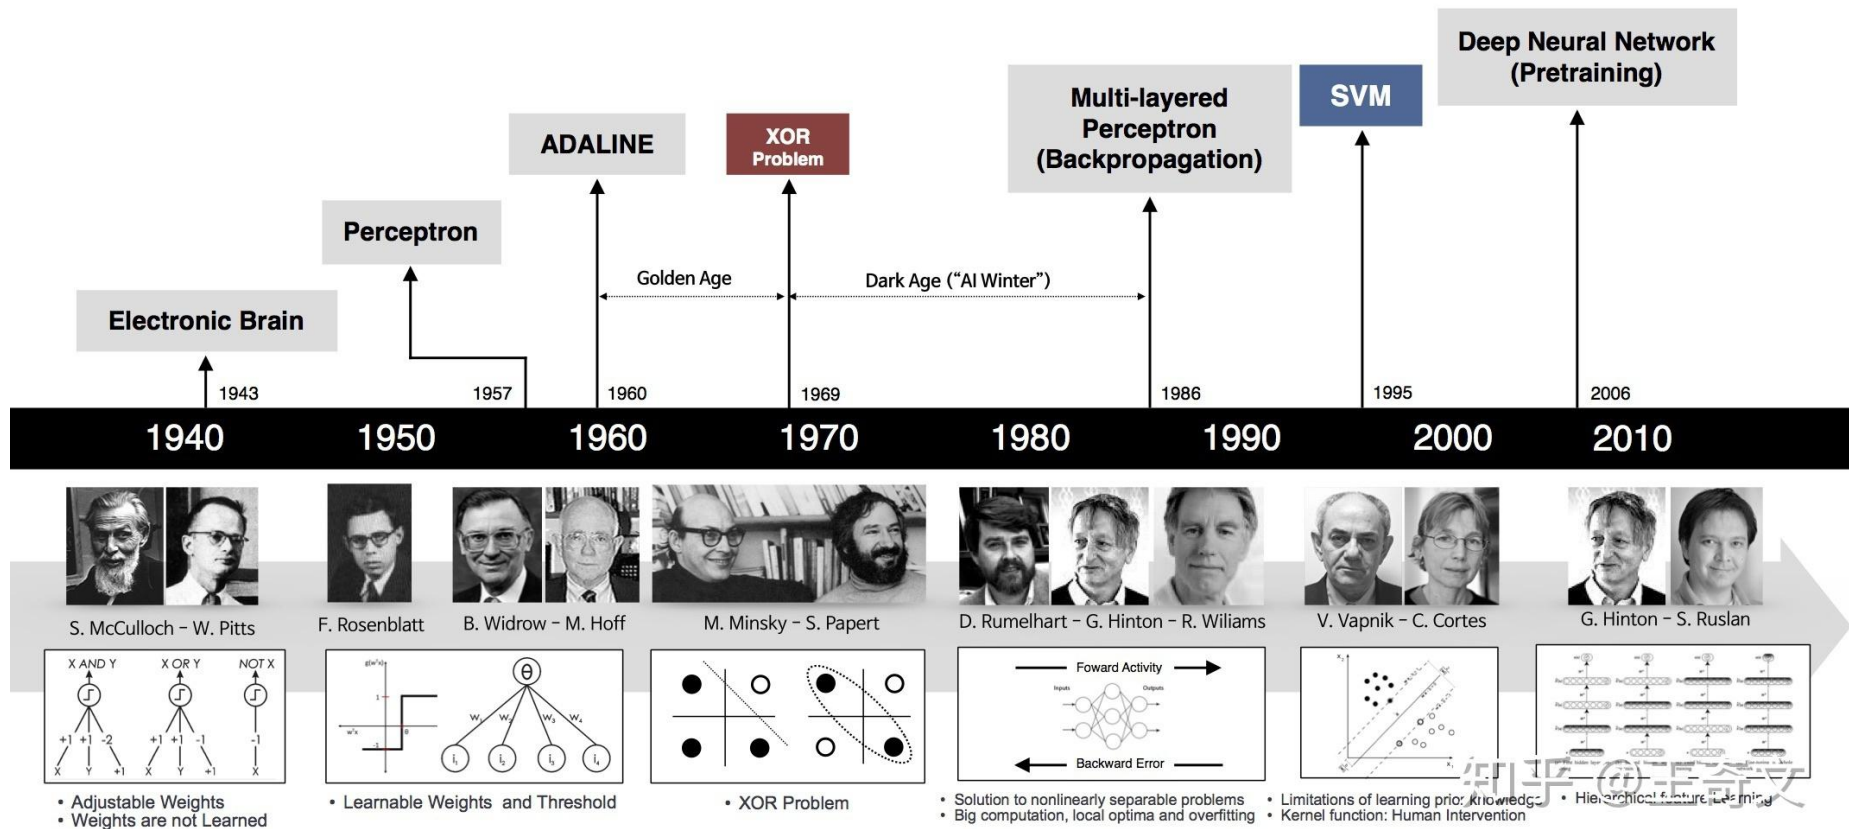 Deep Neural Network
(Pretraining)
Multi-layered
Perceptron
(Backpropagation)
SVM
ADALINE
XOR
Problem
Perceptron
Golden Age
Dark Age ("AI Winter")
Electronic Brain
1943
1957
1960
1969
1986
1995
2006
1940
1950
1960
1970
1980
1990
2000
2010
S. McCulloch – W. Pitts
F. Rosenblatt
B. Widrow – M. Hoff
M. Minsky – S. Papert
D. Rumelhart – G. Hinton – R. Wiliams
V. Vapnik – C. Cortes
G. Hinton – S. Ruslan
X AND Y
X OR Y
NOT X
+1 +1 -2
+1 +1 -1
-1
X Y +1
X Y +1
X
1
-1
θ
θ
W1 W2 W3 W4
i1 i2 i3 i4
Foward Activity
Inputs
Outputs
Backward Error
• Adjustable Weights
• Weights are not Learned
• Learnable Weights and Threshold
• XOR Problem
• Solution to nonlinearly separable problems
• Big computation, local optima and overfitting
• Limitations of learning prior knowledge
• Kernel function: Human Intervention
• Hierarchical feature Learning
知乎 @王奇文